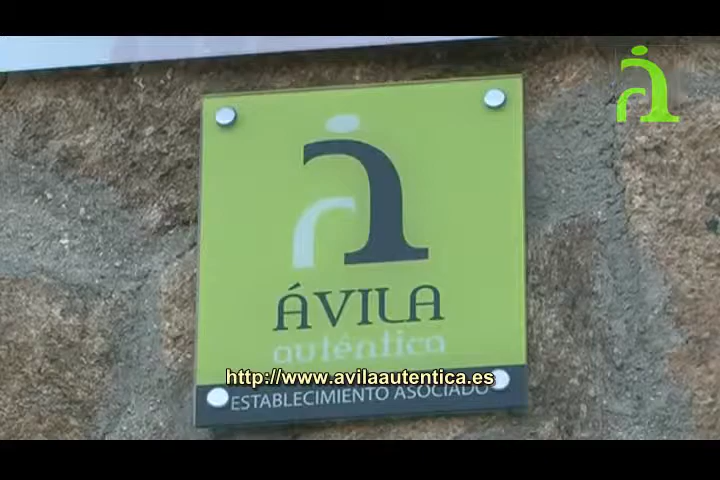 ÁVILA
auténtica
http://www.avilaautentica.es
ESTABLECIMIENTO ASOCIADO